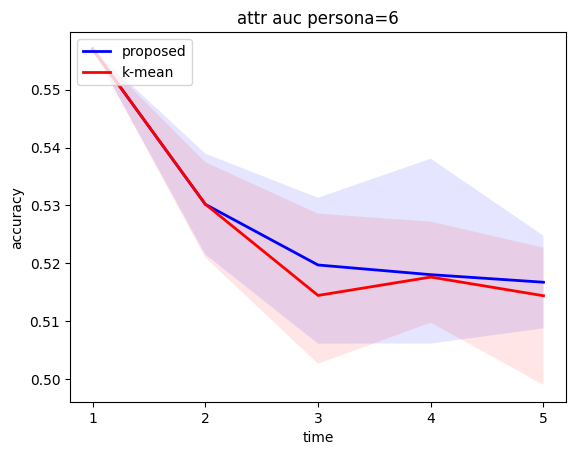 attr auc persona=6
proposed
k-mean
accuracy
0.55
0.54
0.53
0.52
0.51
0.50
1 2 3 4 5
time